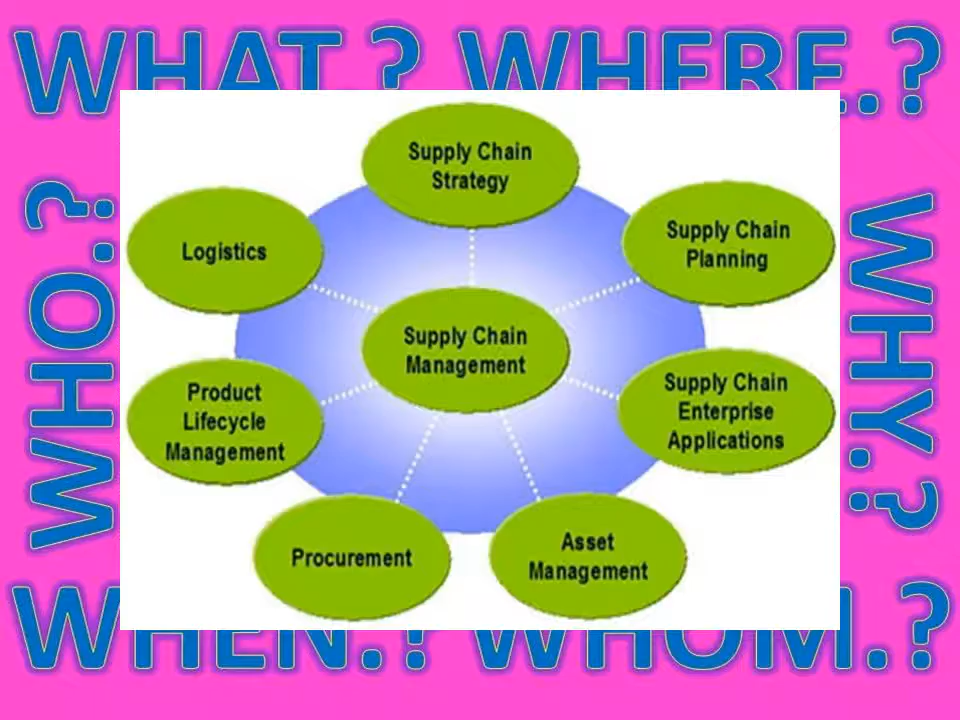 WHAT.? WHERE.?
Supply Chain
Strategy
Supply Chain
Planning
Logistics
Supply Chain
Management
Product
Lifecycle
Management
Supply Chain
Enterprise
Applications
Procurement
Asset
Management
WHO.?
WHY.?
WHEN.? WHOM.?